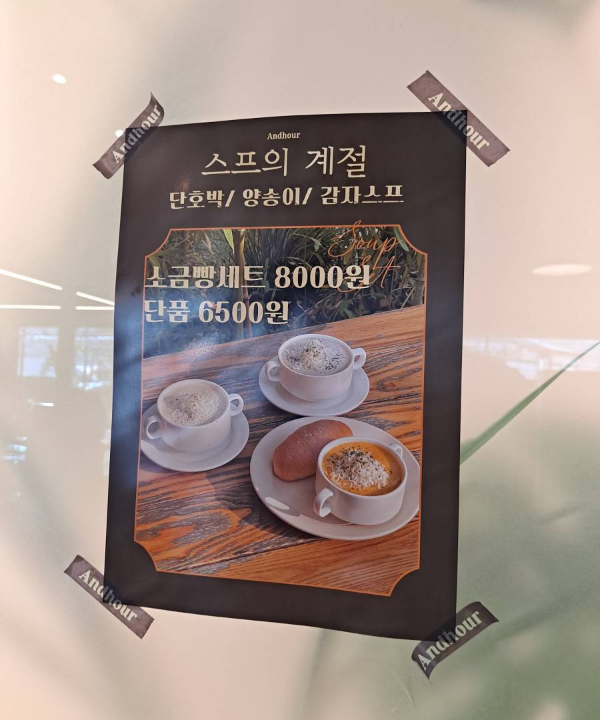 Andhour
Andhour
Andhour
스프의 계절
단호박/ 양송이/ 감자스프
Soup
소금빵세트 8000원
단품 6500원
Andhour
Andhour